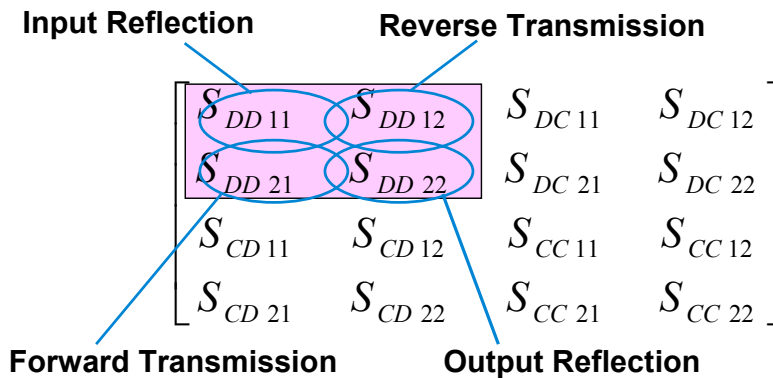 Input Reflection Reverse Transmission
S DD 11 S DD 12 S DC 11 S DC 12
S DD 21 S DD 22 S DC 21 S DC 22
S CD 11 S CD 12 S CC 11 S CC 12
S CD 21 S CD 22 S CC 21 S CC 22
Forward Transmission Output Reflection